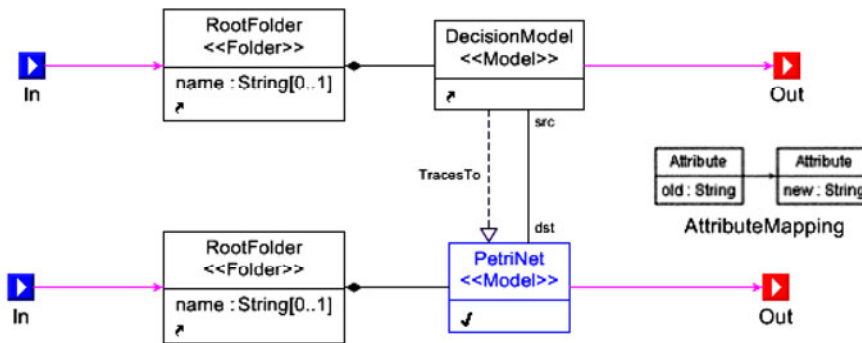 RootFolder
<<Folder>>
name : String[0..1]
In
DecisionModel
<<Model>>
Out
src
TracesTo
dst
Attribute
old : String
Attribute
new : String
AttributeMapping
RootFolder
<<Folder>>
name : String[0..1]
In
PetriNet
<<Model>>
Out